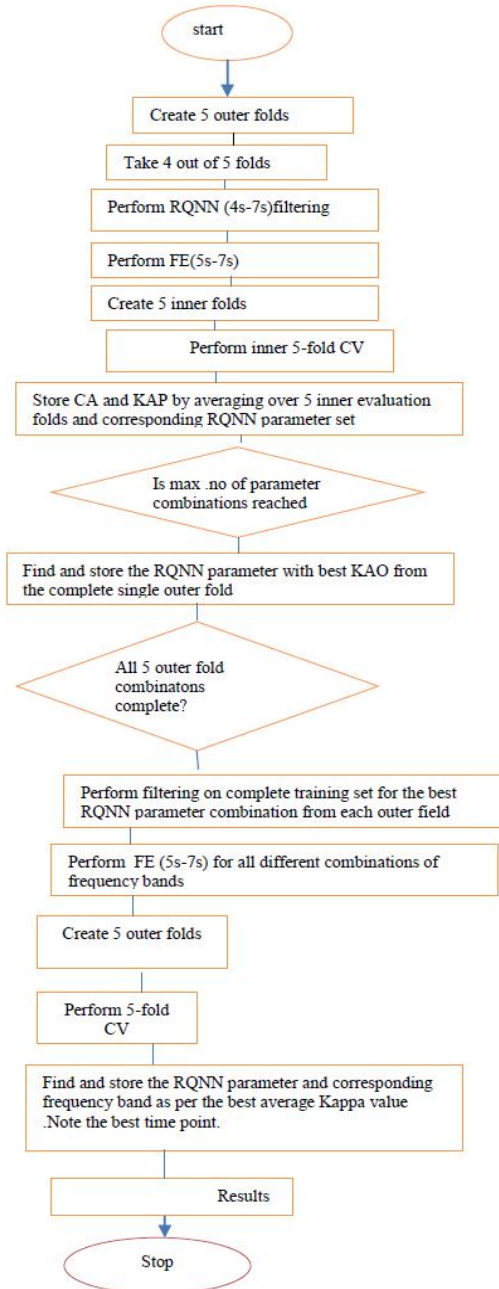 start
Create 5 outer folds
Take 4 out of 5 folds
Perform RQNN (4s-7s)filtering
Perform FE(5s-7s)
Create 5 inner folds
Perform inner 5-fold CV
Store CA and KAP by averaging over 5 inner evaluation
folds and corresponding RQNN parameter set
Is max .no of parameter
combinations reached
Find and store the RQNN parameter with best KAO from
the complete single outer fold
All 5 outer fold
combinatons
complete?
Perform filtering on complete training set for the best
RQNN parameter combination from each outer field
Perform FE (5s-7s) for all different combinations of
frequency bands
Create 5 outer folds
Perform 5-fold
CV
Find and store the RQNN parameter and corresponding
frequency band as per the best average Kappa value
.Note the best time point.
Results
Stop